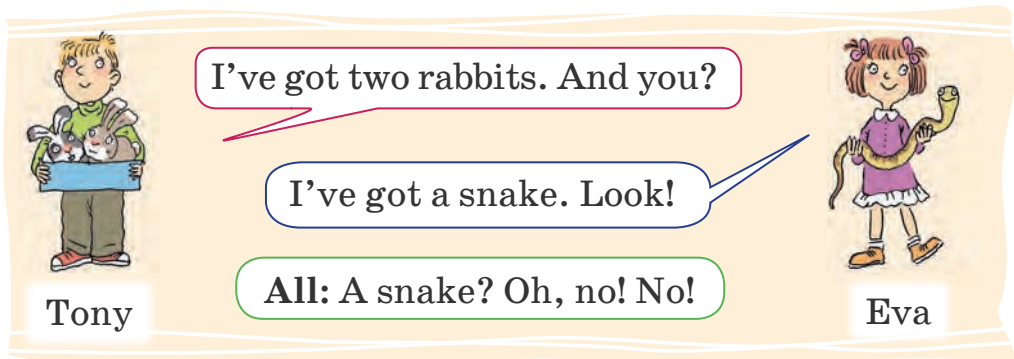 I've got two rabbits. And you?
I've got a snake. Look!
All: A snake? Oh, no! No!
Tony
Eva